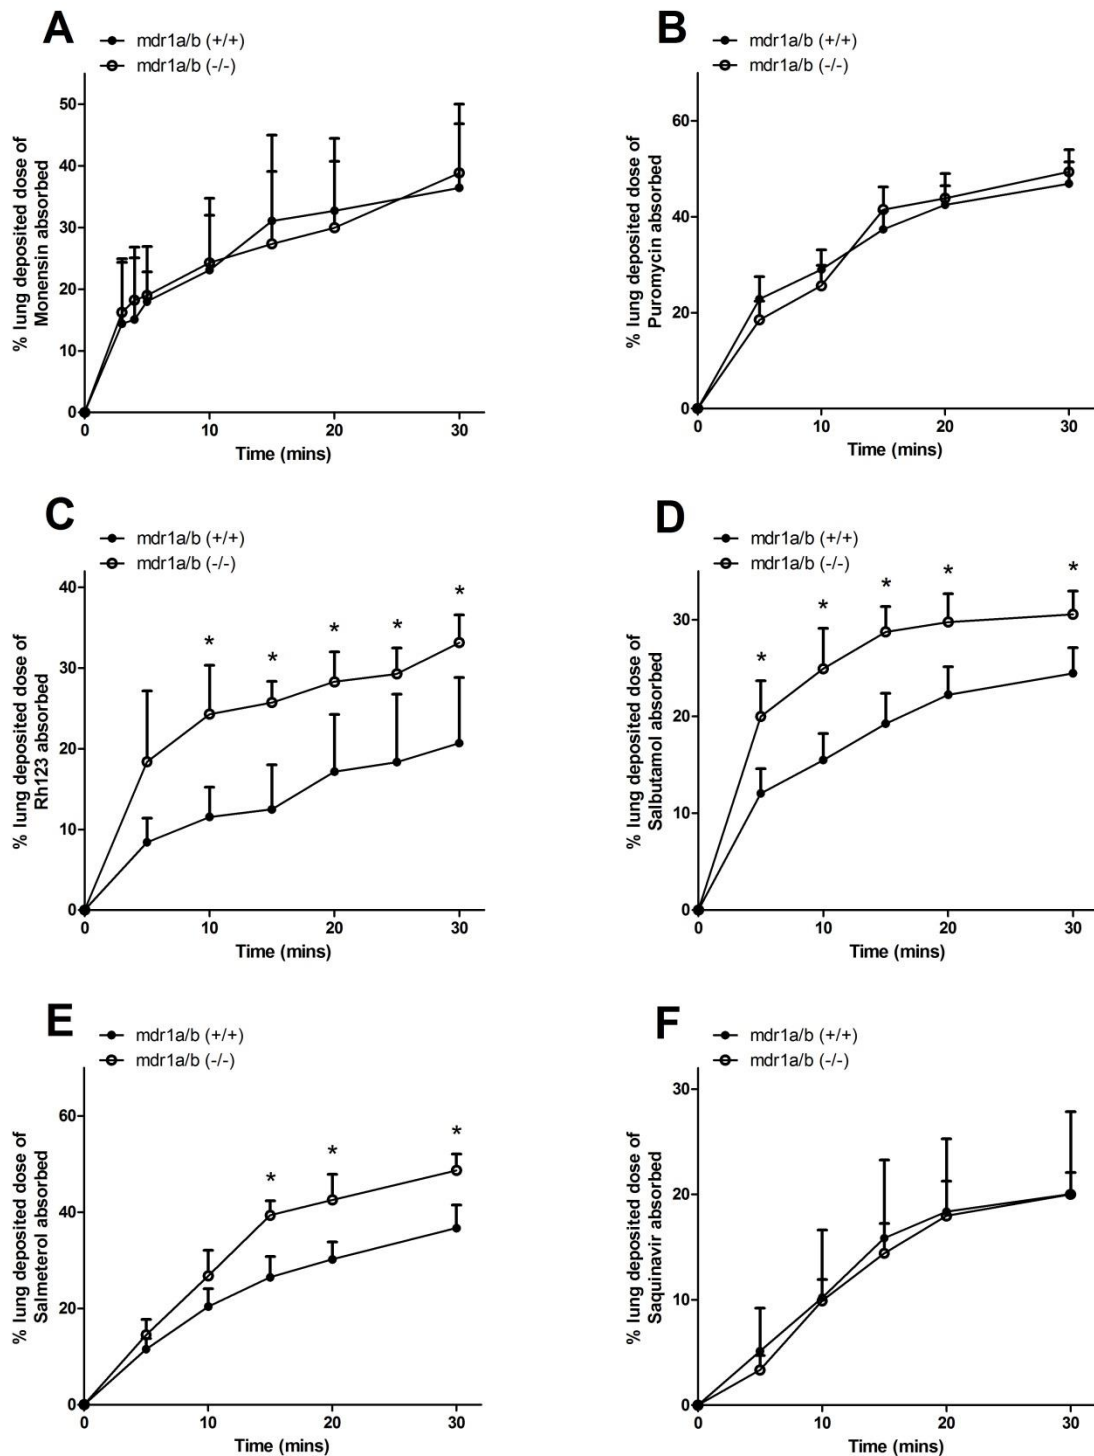 A
mdr1a/b (+/+)
mdr1a/b (-/-)
% lung deposited dose of
Monensin absorbed
50
40
30
20
10
0
0 10 20 30
Time (mins)
B
mdr1a/b (+/+)
mdr1a/b (-/-)
% lung deposited dose of
Puromycin absorbed
60
40
20
0
0 10 20 30
Time (mins)
C
mdr1a/b (+/+)
mdr1a/b (-/-)
% lung deposited dose of
Rh123 absorbed
40
30
20
10
0
* * * * *
0 10 20 30
Time (mins)
D
mdr1a/b (+/+)
mdr1a/b (-/-)
% lung deposited dose of
Salbutamol absorbed
30
20
10
0
* * * * *
0 10 20 30
Time (mins)
E
mdr1a/b (+/+)
mdr1a/b (-/-)
% lung deposited dose of
Salmeterol absorbed
60
40
20
0
* * *
0 10 20 30
Time (mins)
F
mdr1a/b (+/+)
mdr1a/b (-/-)
% lung deposited dose of
Saquinavir absorbed
30
20
10
0
0 10 20 30
Time (mins)